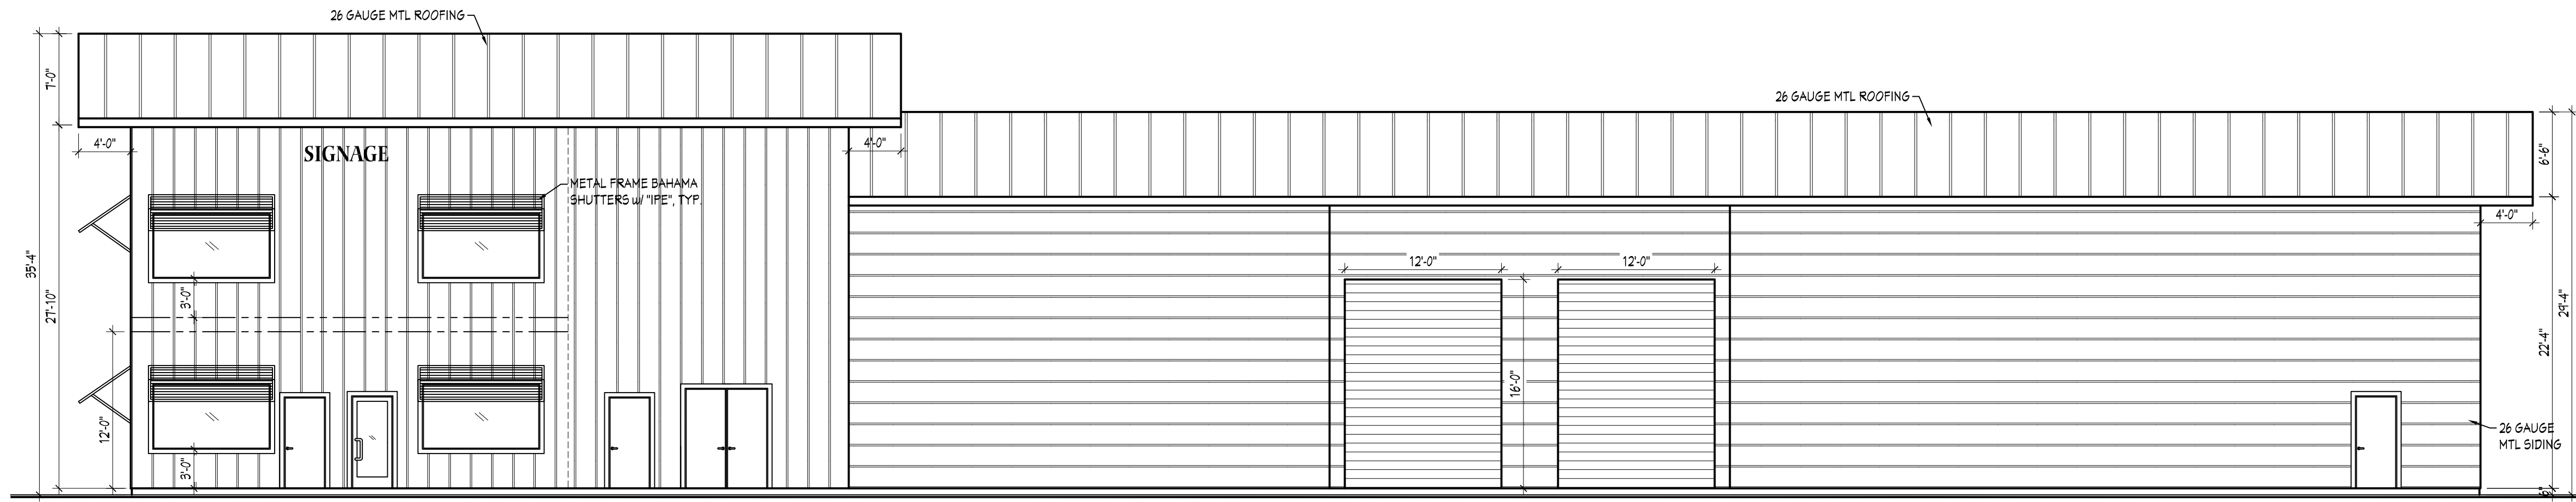 26 GAUGE MTL ROOFING
7'-0"
35'-4"
27'-10"
4'-0"
4'-0"
SIGNAGE
METAL FRAME BAHAMA
SHUTTERS w/ "IPE", TYP.
3'-0"
12'-0"
3'-0"
26 GAUGE MTL ROOFING
12'-0"
12'-0"
16'-0"
6'-6"
4'-0"
29'-4"
22'-4"
26 GAUGE
MTL SIDING
6"